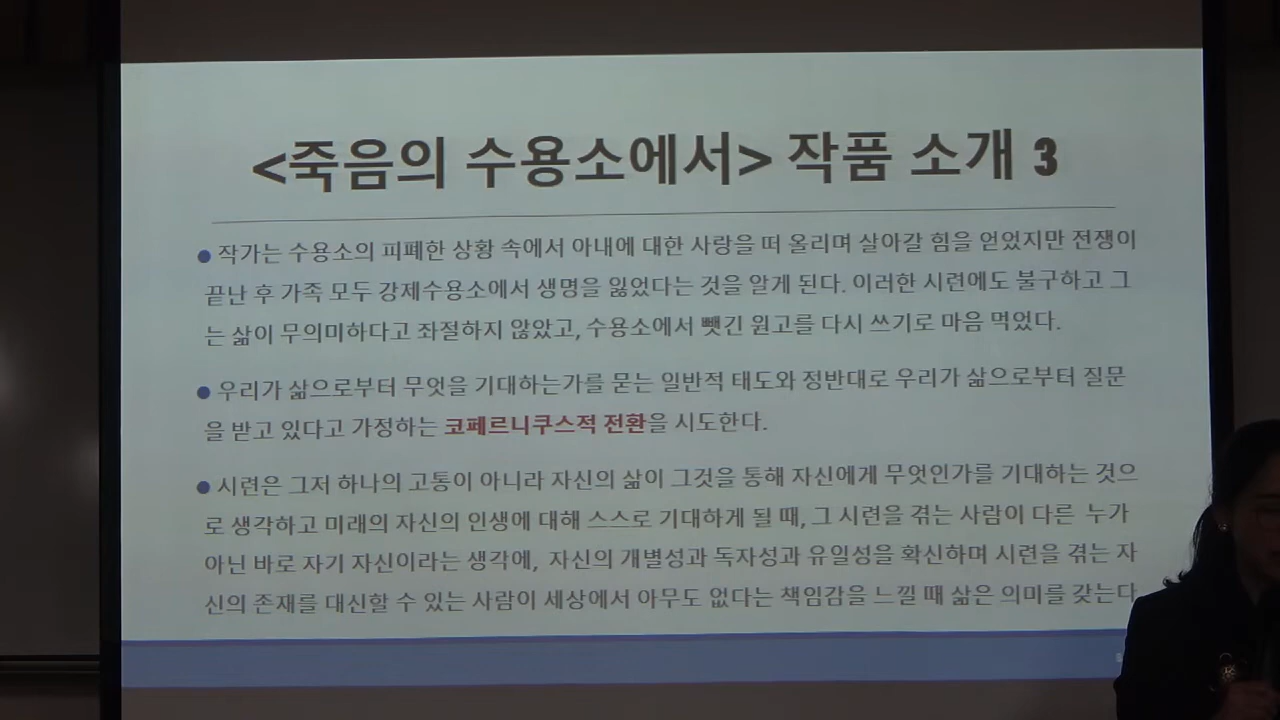 <죽음의 수용소에서> 작품 소개 3
● 작가는 수용소의 피폐한 상황 속에서 아내에 대한 사랑을 떠 올리며 살아갈 힘을 얻었지만 전쟁이
끝난 후 가족 모두 강제수용소에서 생명을 잃었다는 것을 알게 된다. 이러한 시련에도 불구하고 그
는 삶이 무의미하다고 좌절하지 않았고, 수용소에서 뺏긴 원고를 다시 쓰기로 마음 먹었다.
● 우리가 삶으로부터 무엇을 기대하는가를 묻는 일반적 태도와 정반대로 우리가 삶으로부터 질문
을 받고 있다고 가정하는 코페르니쿠스적 전환을 시도한다.
● 시련은 그저 하나의 고통이 아니라 자신의 삶이 그것을 통해 자신에게 무엇인가를 기대하는 것으
로 생각하고 미래의 자신의 인생에 대해 스스로 기대하게 될 때, 그 시련을 겪는 사람이 다른 누가
아닌 바로 자기 자신이라는 생각에, 자신의 개별성과 독자성과 유일성을 확신하며 시련을 겪는 자
신의 존재를 대신할 수 있는 사람이 세상에서 아무도 없다는 책임감을 느낄 때 삶은 의미를 갖는다